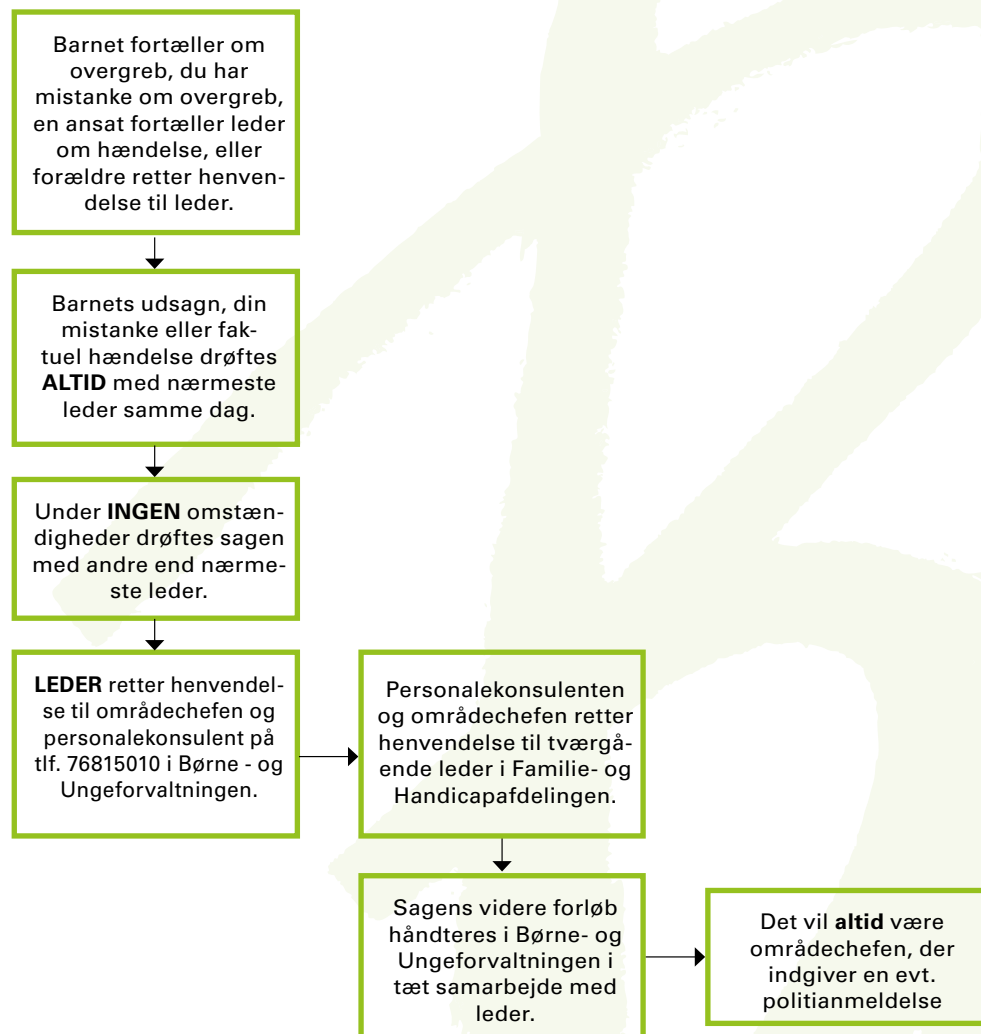 Barnet fortæller om
overgreb, du har
mistanke om overgreb,
en ansat fortæller leder
om hændelse, eller
forældre retter henven-
delse til leder.
Barnets udsagn, din
mistanke eller fak-
tuel hændelse drøftes
ALTID med nærmeste
leder samme dag.
Under INGEN omstæn-
digheder drøftes sagen
med andre end nærme-
ste leder.
LEDER retter henvendel-
se til områdechefen og
personalekonsulent på
tlf. 76815010 i Børne - og
Ungeforvaltningen.
Personalekonsulenten
og områdechefen retter
henvendelse til tværgå-
ende leder i Familie- og
Handicapafdelingen.
Sagens videre forløb
håndteres i Børne- og
Ungeforvaltningen i
tæt samarbejde med
leder.
Det vil altid være
områdechefen, der
indgiver en evt.
politianmeldelse